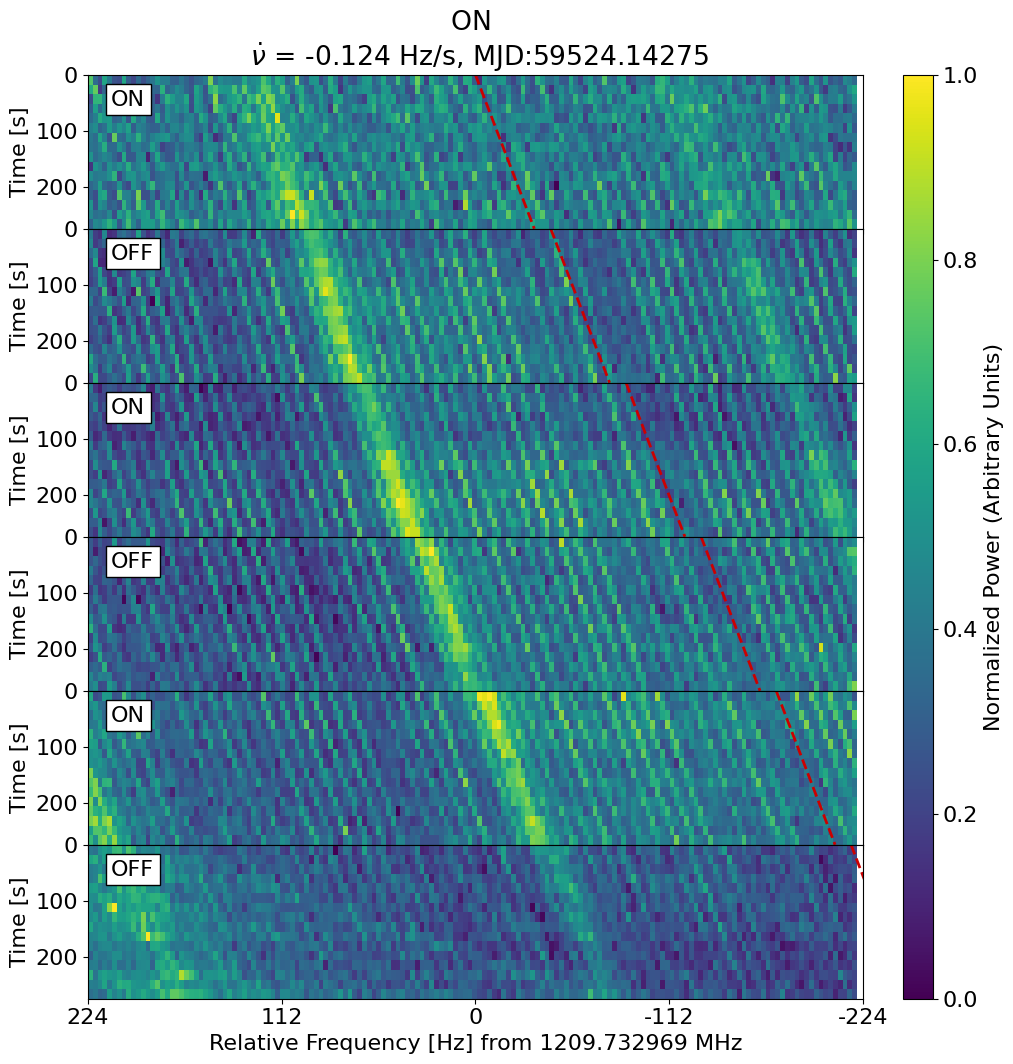 ON
ν̇ = -0.124 Hz/s, MJD:59524.14275
0
100
200
Time [s]
ON
0
100
200
Time [s]
OFF
0
100
200
Time [s]
ON
0
100
200
Time [s]
OFF
0
100
200
Time [s]
ON
0
100
200
Time [s]
OFF
224 112 0 -112 -224
Relative Frequency [Hz] from 1209.732969 MHz
1.0
0.8
0.6
0.4
0.2
0.0
Normalized Power (Arbitrary Units)